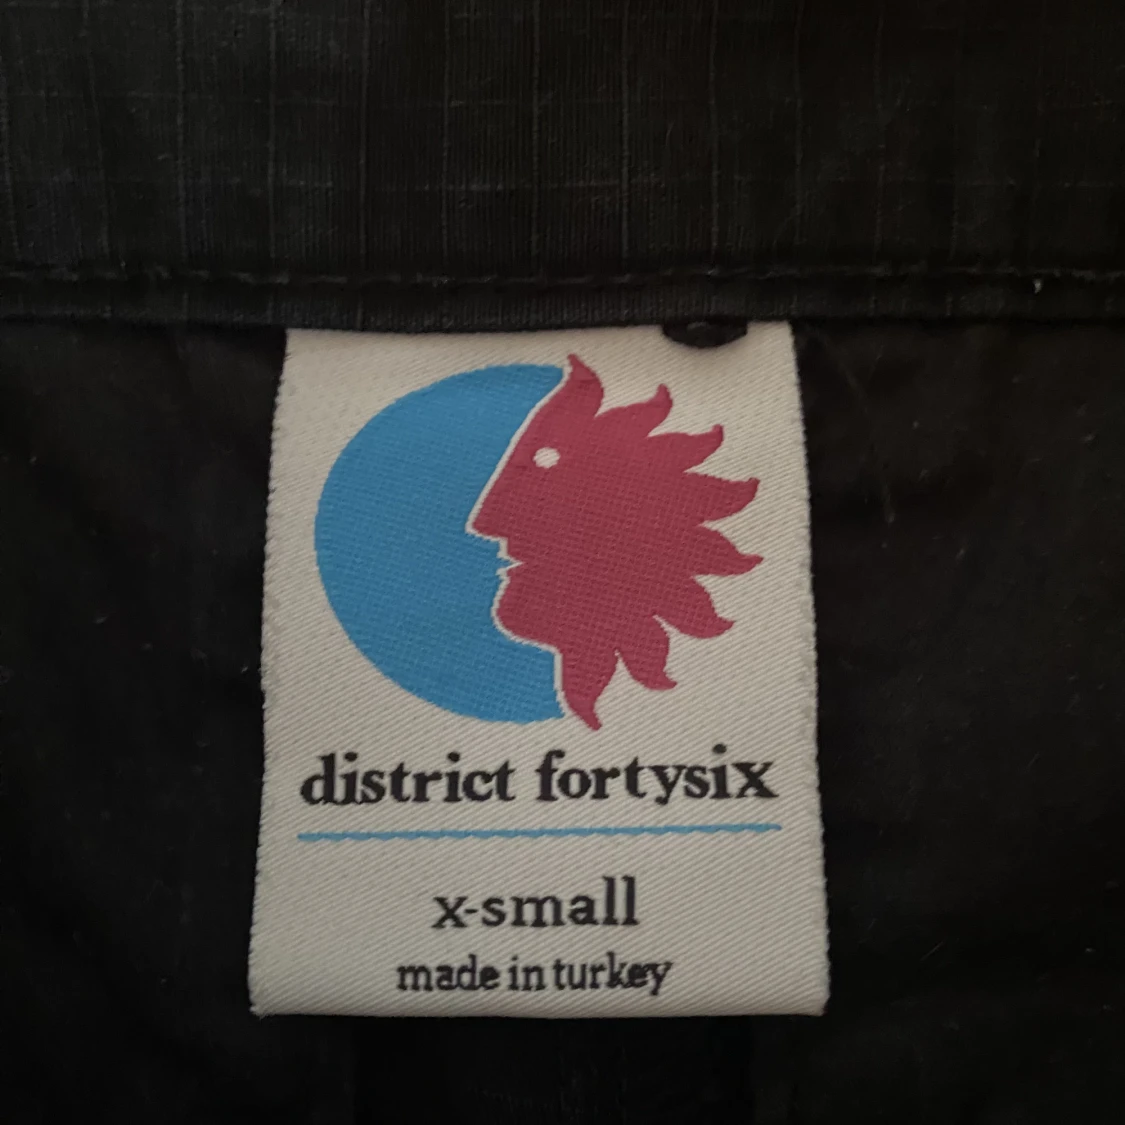 district fortysix
x-small
made in turkey